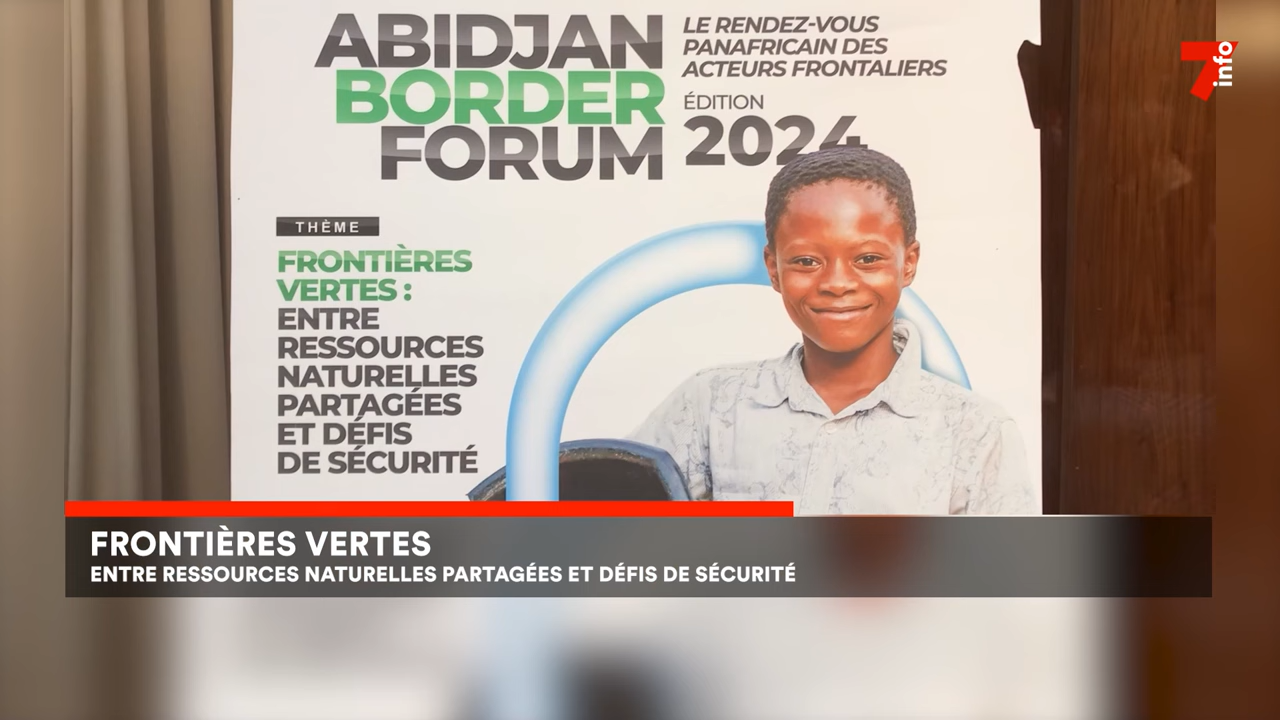 ABIDJAN
BORDER
FORUM
LE RENDEZ-VOUS
PANAFRICAIN DES
ACTEURS FRONTALIERS
ÉDITION
2024
7info
THÈME
FRONTIÈRES
VERTES :
ENTRE
RESSOURCES
NATURELLES
PARTAGÉES
ET DÉFIS
DE SÉCURITÉ
FRONTIÈRES VERTES
ENTRE RESSOURCES NATURELLES PARTAGÉES ET DÉFIS DE SÉCURITÉ